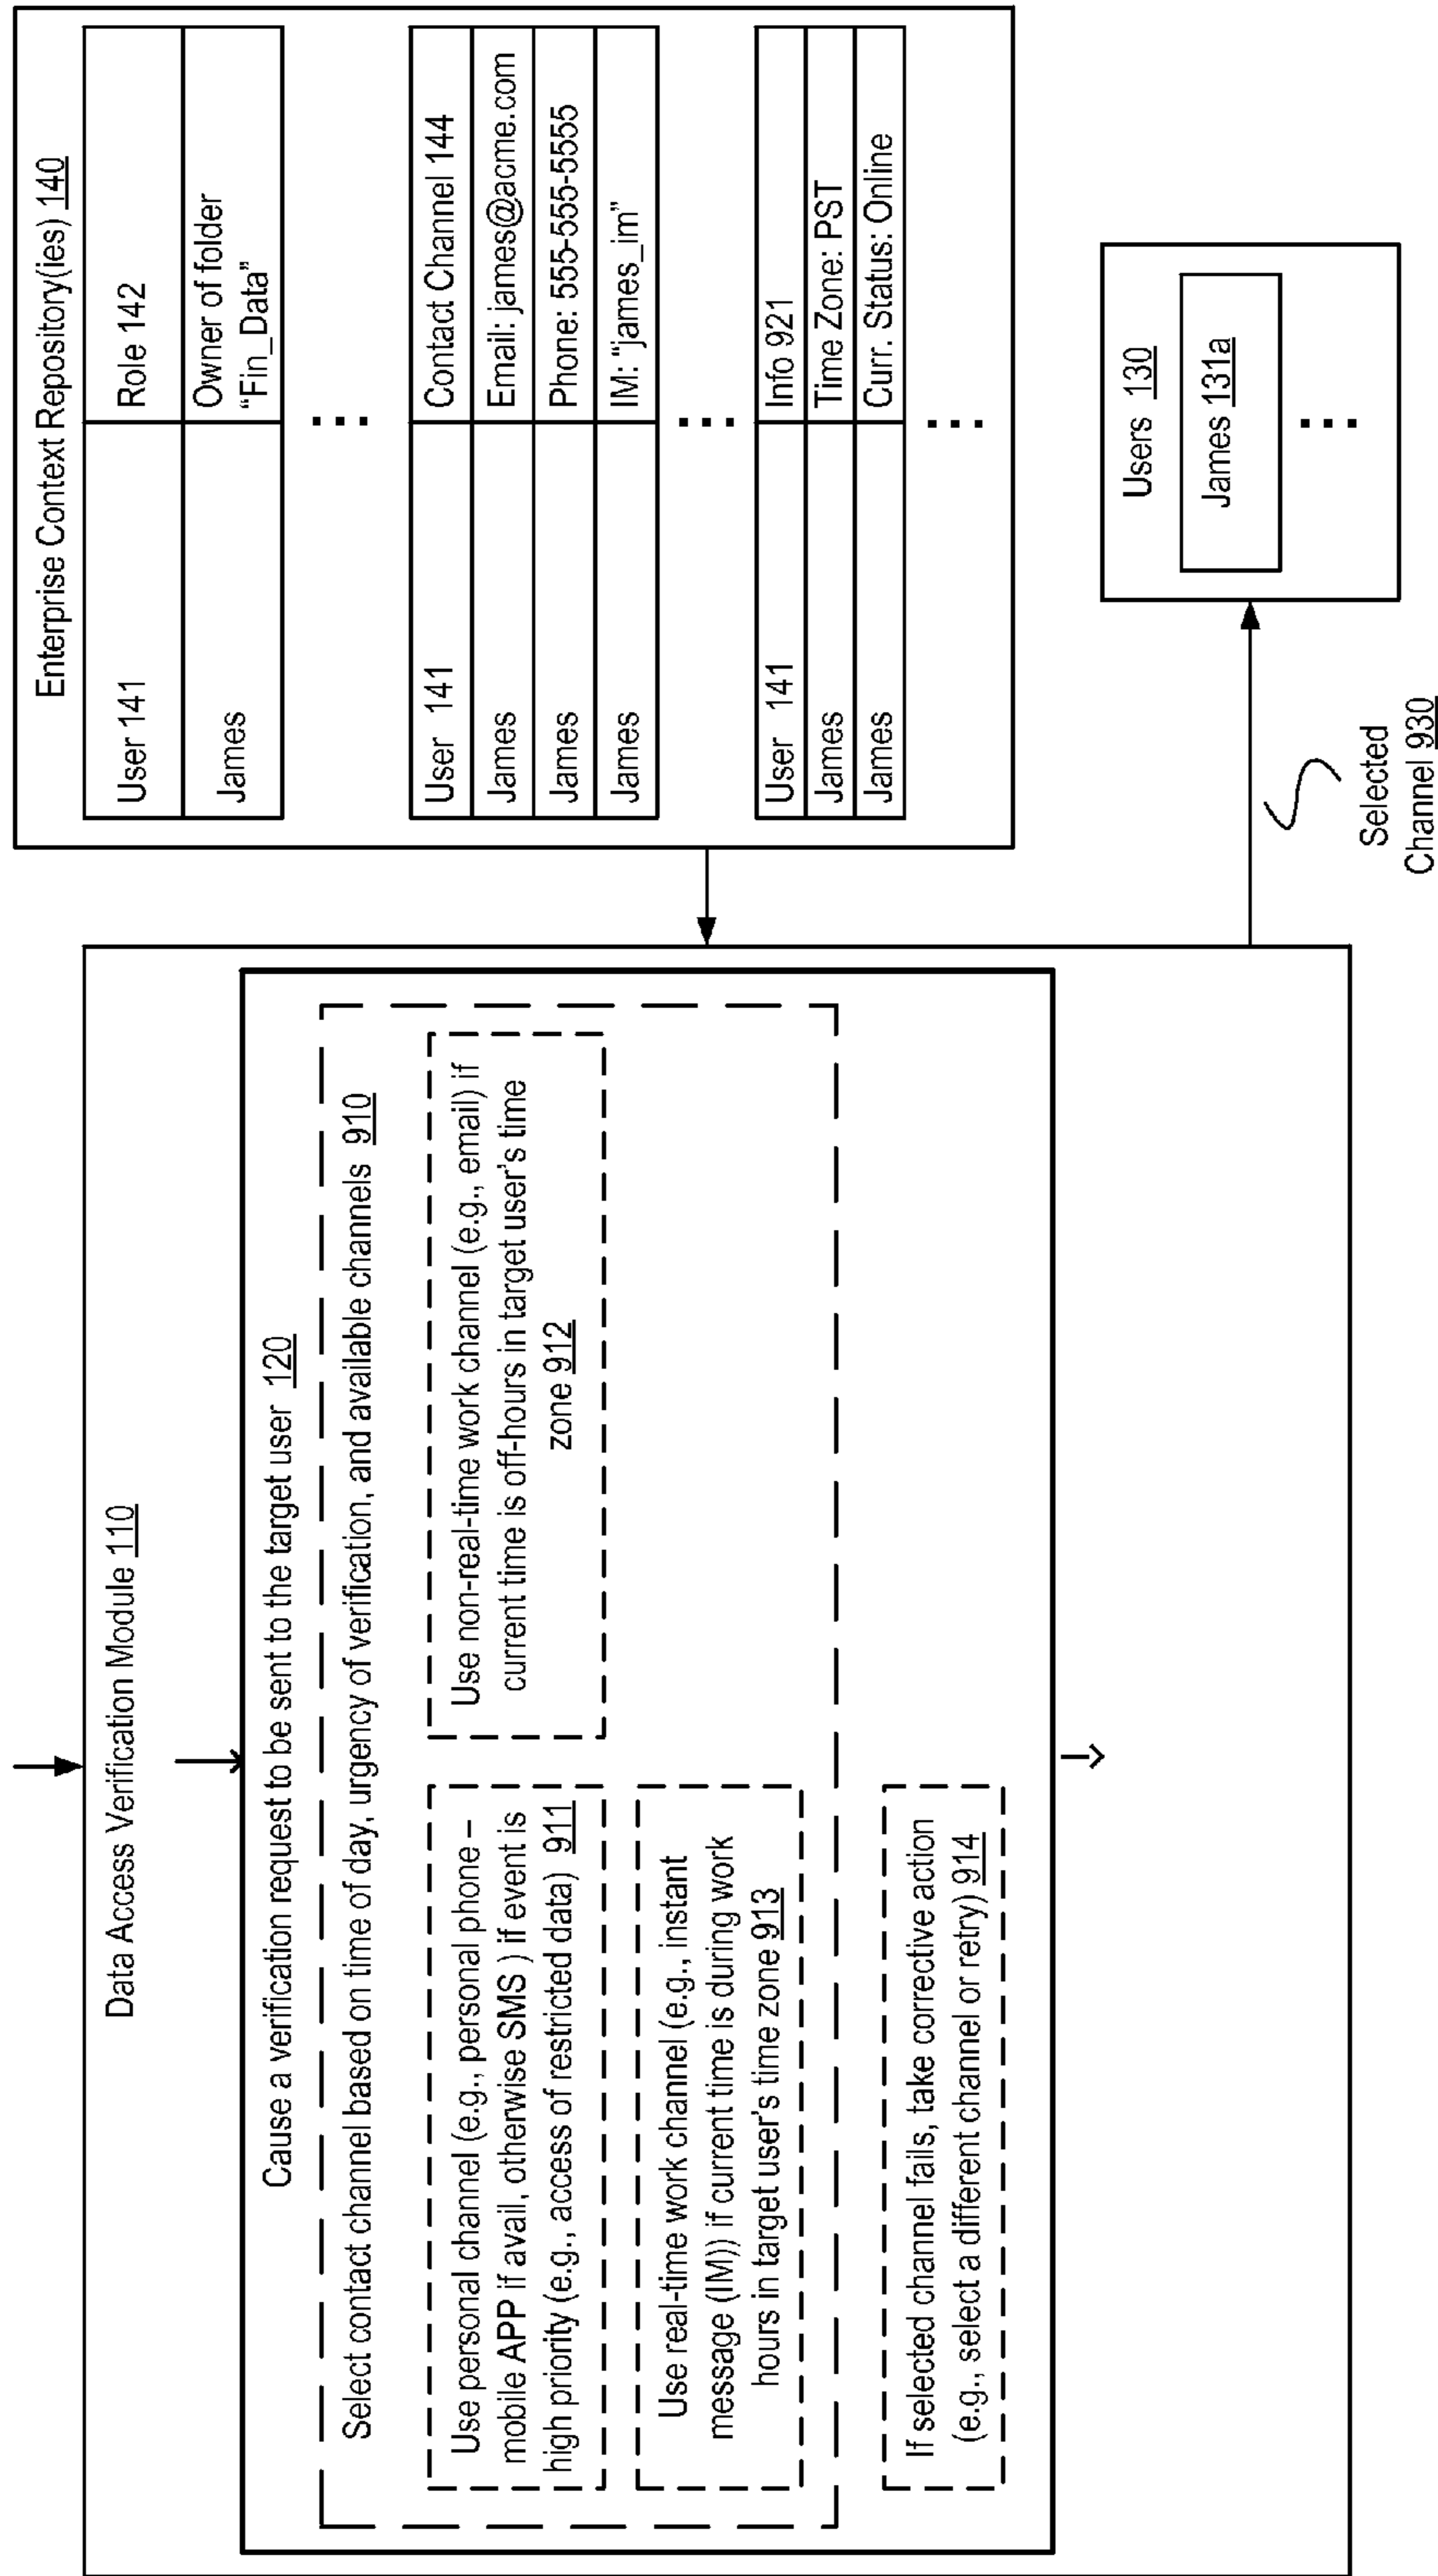 Data Access Verification Module 110
Cause a verification request to be sent to the target user 120
Select contact channel based on time of day, urgency of verification, and available channels 910
Use personal channel (e.g., personal phone –
mobile APP if avail, otherwise SMS ) if event is
high priority (e.g., access of restricted data) 911
Use non-real-time work channel (e.g., email) if
current time is off-hours in target user's time
zone 912
Use real-time work channel (e.g., instant
message (IM)) if current time is during work
hours in target user's time zone 913
If selected channel fails, take corrective action
(e.g., select a different channel or retry) 914
Enterprise Context Repository(ies) 140
User 141 Role 142
James Owner of folder
“Fin_Data”
User 141 Contact Channel 144
James Email: james@acme.com
James Phone: 555-555-5555
James IM: “james_im”
User 141 Info 921
James Time Zone: PST
James Curr. Status: Online
Selected
Channel 930
Users 130
James 131a